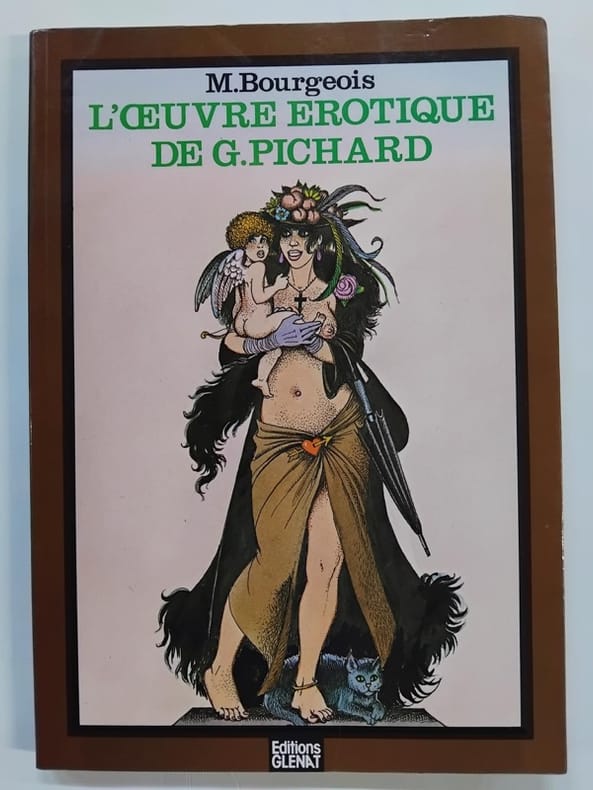 M.Bourgeois
L'ŒUVRE EROTIQUE
DE G.PICHARD
Editions
GLENAT